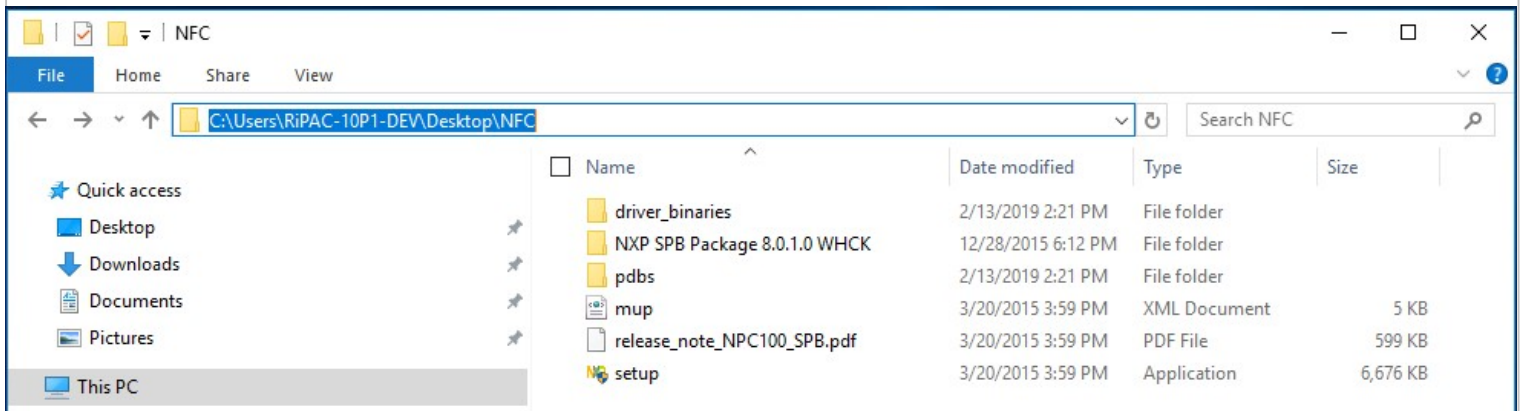 NFC
File Home Share View
C:\Users\RiPAC-10P1-DEV\Desktop\NFC Search NFC
Name Date modified Type Size
Quick access
Desktop
Downloads
Documents
Pictures
This PC
driver_binaries 2/13/2019 2:21 PM File folder
NXP SPB Package 8.0.1.0 WHCK 12/28/2015 6:12 PM File folder
pdbs 2/13/2019 2:21 PM File folder
mup 3/20/2015 3:59 PM XML Document 5 KB
release_note_NPC100_SPB.pdf 3/20/2015 3:59 PM PDF File 599 KB
setup 3/20/2015 3:59 PM Application 6,676 KB